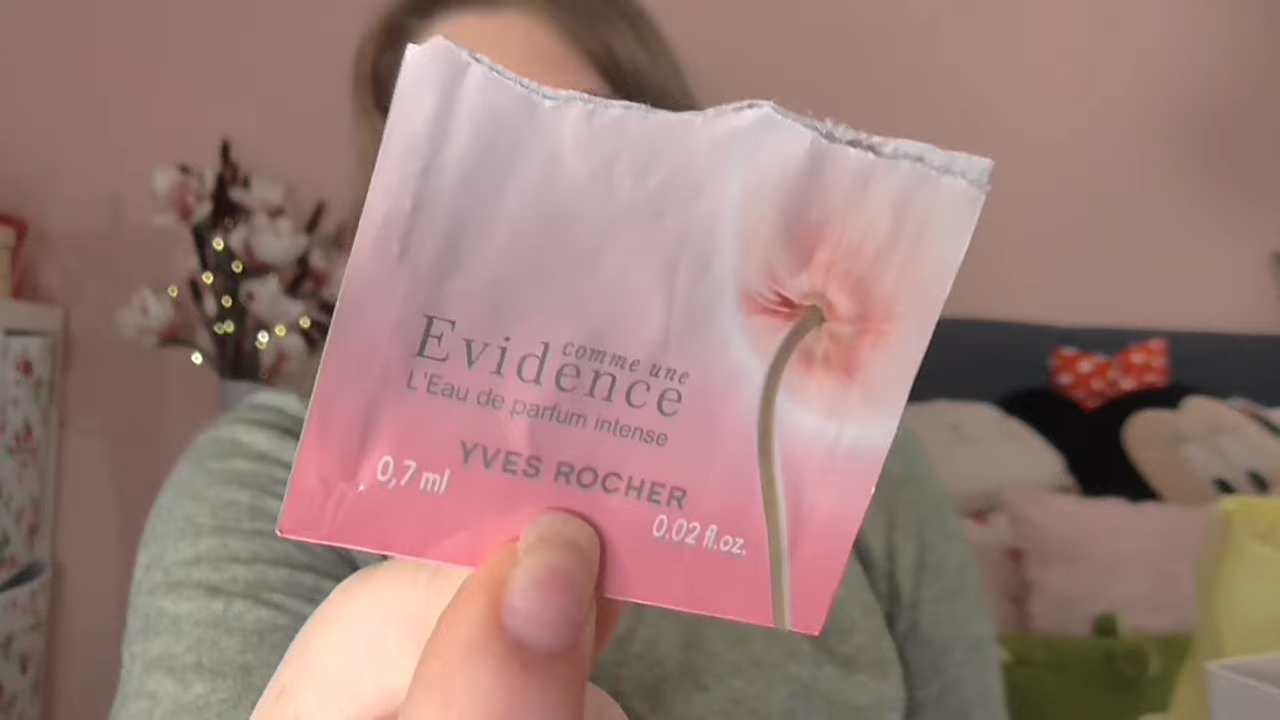 comme une
Evidence
L'Eau de parfum intense
YVES ROCHER
0,7 ml
0.02 fl.oz.